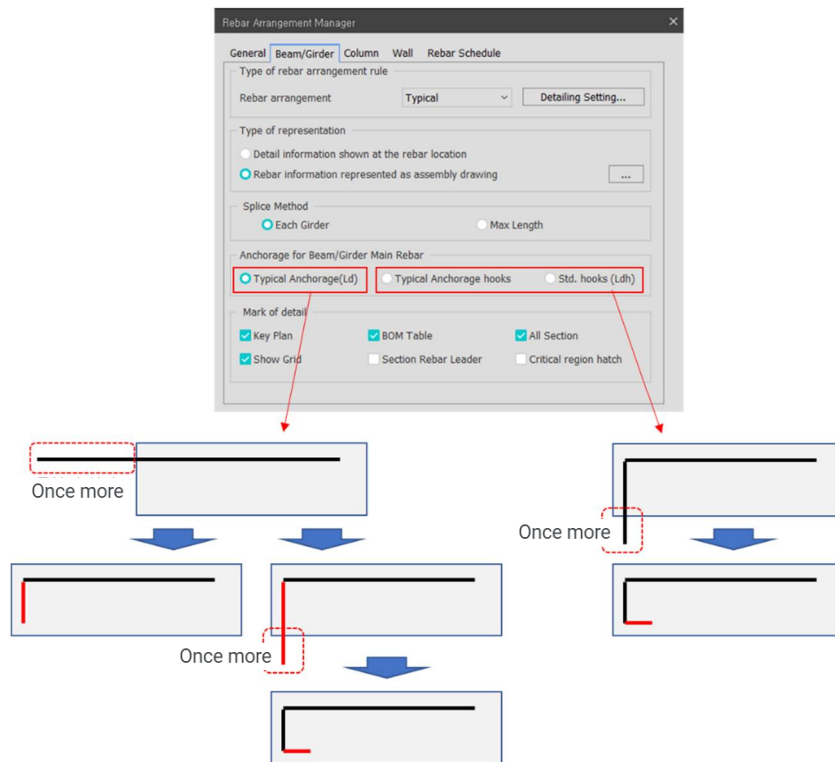 Rebar Arrangement Manager
General Beam/Girder Column Wall Rebar Schedule
Type of rebar arrangement rule
Rebar arrangement Typical Detailing Setting...
Type of representation
Detail information shown at the rebar location
Rebar information represented as assembly drawing ...
Splice Method
Each Girder Max Length
Anchorage for Beam/Girder Main Rebar
Typical Anchorage(Ld) Typical Anchorage hooks Std. hooks (Ldh)
Mark of detail
Key Plan BOM Table All Section
Show Grid Section Rebar Leader Critical region hatch
Once more
Once more
Once more